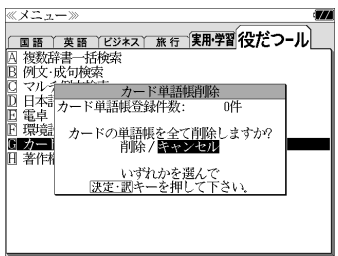 ≪メニュー≫
国語 英語 ビジネス 旅行 実用・学習 役だつール
A 複数辞書一括検索
B 例文・成句検索
C マルチ
D 日本語
E 電卓
F 環境設
G カード
H 著作権
カード単語帳削除
カード単語帳登録件数: 0件
カードの単語帳を全て削除しますか?
削除/キャンセル
いずれかを選んで
決定・訳キーを押して下さい。